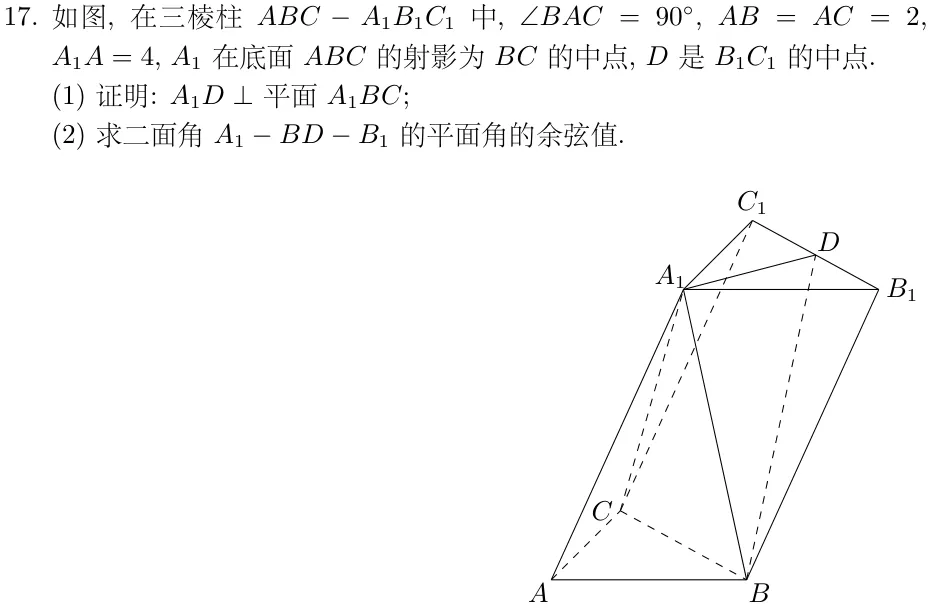 17. 如图, 在三棱柱 ABC − A₁B₁C₁ 中, ∠BAC = 90°, AB = AC = 2,
A₁A = 4, A₁ 在底面 ABC 的射影为 BC 的中点, D 是 B₁C₁ 的中点.
(1) 证明: A₁D ⊥ 平面 A₁BC;
(2) 求二面角 A₁ − BD − B₁ 的平面角的余弦值.
C₁
D
A₁
B₁
C
A
B